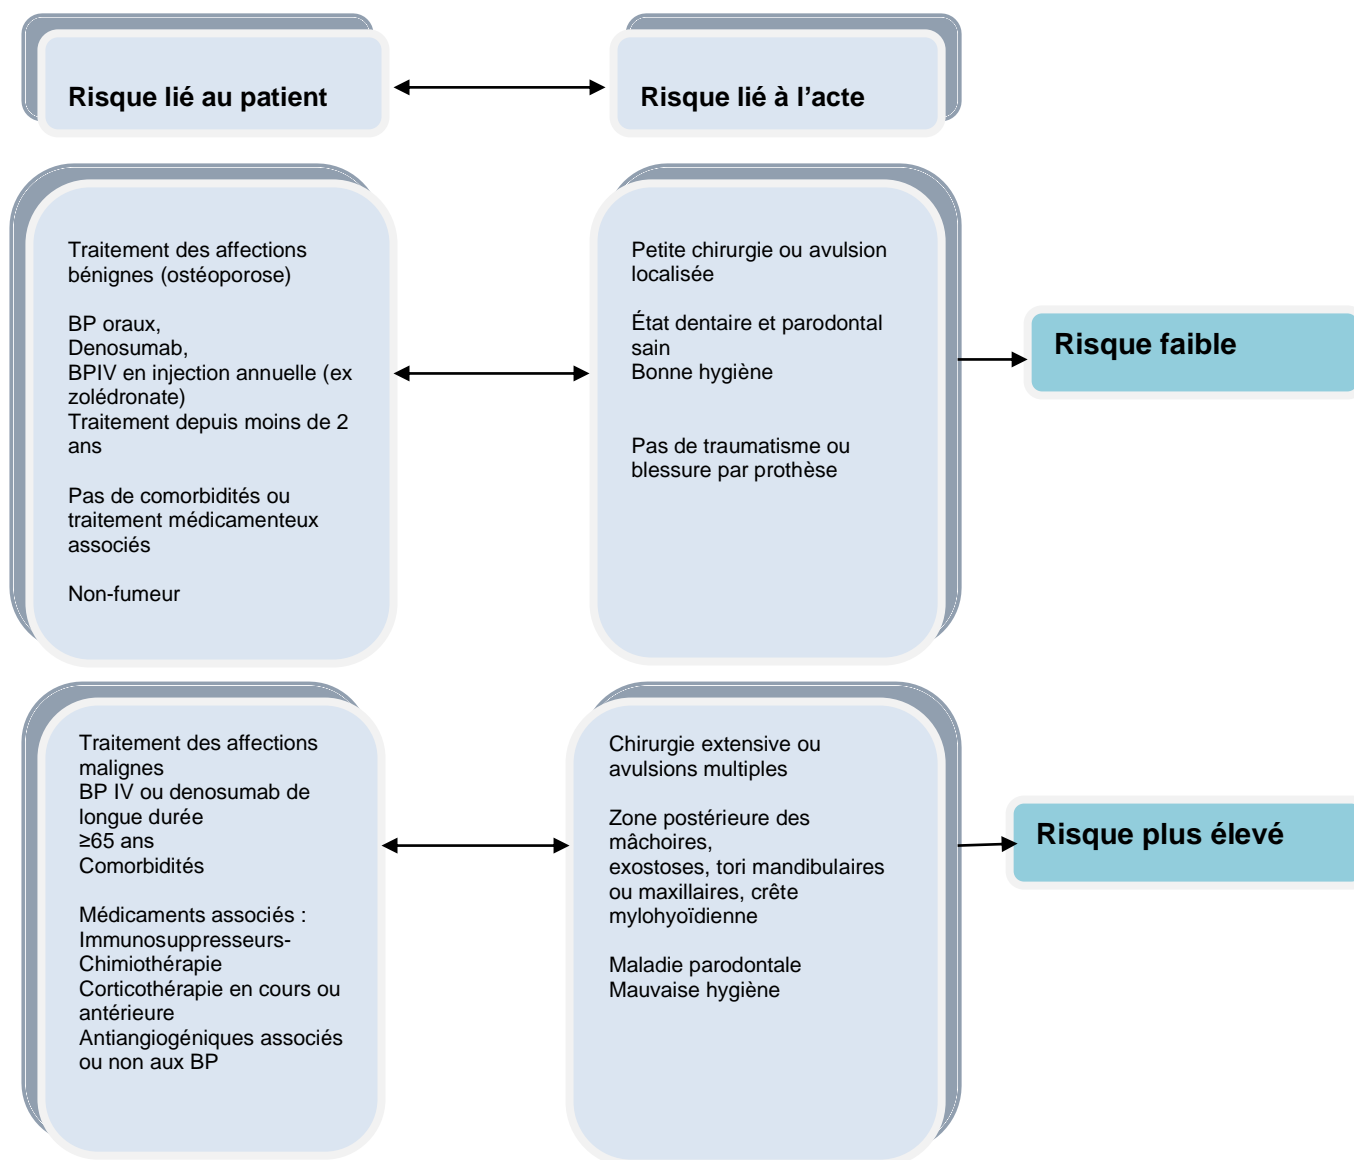 Risque lié au patient
Risque lié à l’acte
Traitement des affections
bénignes (ostéoporose)
BP oraux,
Denosumab,
BPIV en injection annuelle (ex
zolédronate)
Traitement depuis moins de 2
ans
Pas de comorbidités ou
traitement médicamenteux
associés
Non-fumeur
Petite chirurgie ou avulsion
localisée
État dentaire et parodontal
sain
Bonne hygiène
Pas de traumatisme ou
blessure par prothèse
Risque faible
Traitement des affections
malignes
BP IV ou denosumab de
longue durée
≥65 ans
Comorbidités
Médicaments associés :
Immunosuppresseurs-
Chimiothérapie
Corticothérapie en cours ou
antérieure
Antiangiogéniques associés
ou non aux BP
Chirurgie extensive ou
avulsions multiples
Zone postérieure des
mâchoires,
exostoses, tori mandibulaires
ou maxillaires, crête
mylohyoïdienne
Maladie parodontale
Mauvaise hygiène
Risque plus élevé